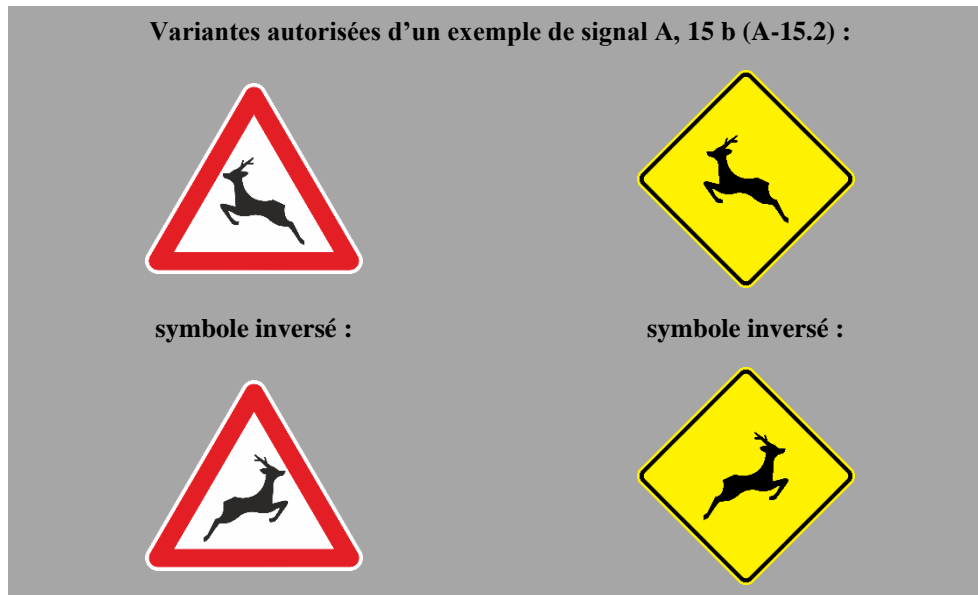 Variantes autorisées d’un exemple de signal A, 15 b (A-15.2) :
symbole inversé :
symbole inversé :